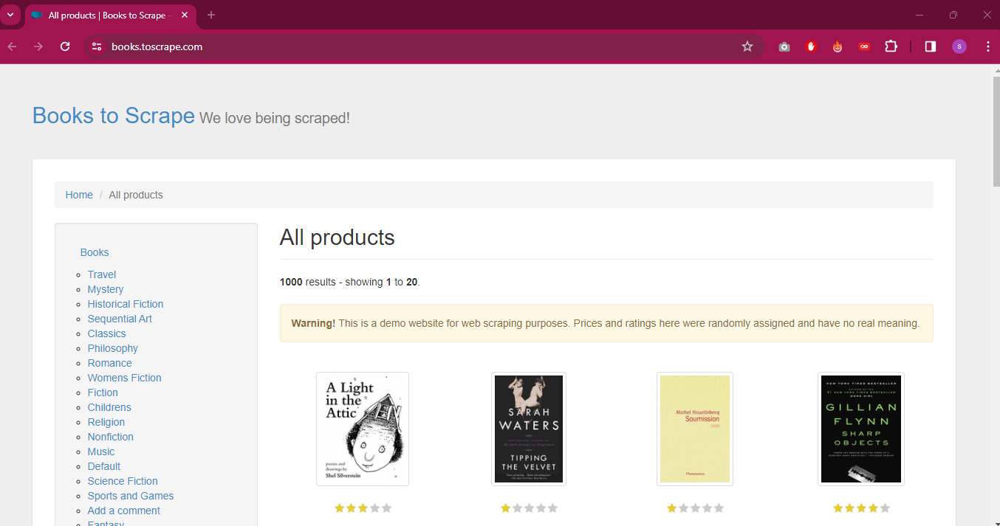 All products | Books to Scrape -
books.toscrape.com
S
Books to Scrape We love being scraped!
Home / All products
Books
Travel
Mystery
Historical Fiction
Sequential Art
Classics
Philosophy
Romance
Womens Fiction
Fiction
Childrens
Religion
Nonfiction
Music
Default
Science Fiction
Sports and Games
Add a comment
Fantasy
All products
1000 results - showing 1 to 20.
Warning! This is a demo website for web scraping purposes. Prices and ratings here were randomly assigned and have no real meaning.
A Light
in the
Attic
poems and
drawings by
Shel Silverstein
SARAH
WATERS
TIPPING
THE VELVET
Michel Houellebecq
Soumission
Flammarion
NEW YORK TIMES BESTSELLER
GONE GIRL
GILLIAN
FLYNN
SHARP
OBJECTS